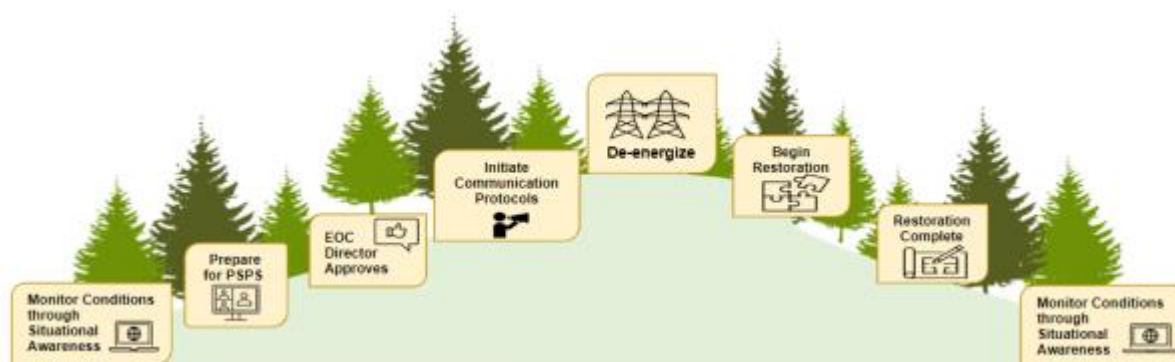 Monitor Conditions
through
Situational
Awareness
Prepare
for PSPS
EOC
Director
Approves
Initiate
Communication
Protocols
De-energize
Begin
Restoration
Restoration
Complete
Monitor Conditions
through
Situational
Awareness